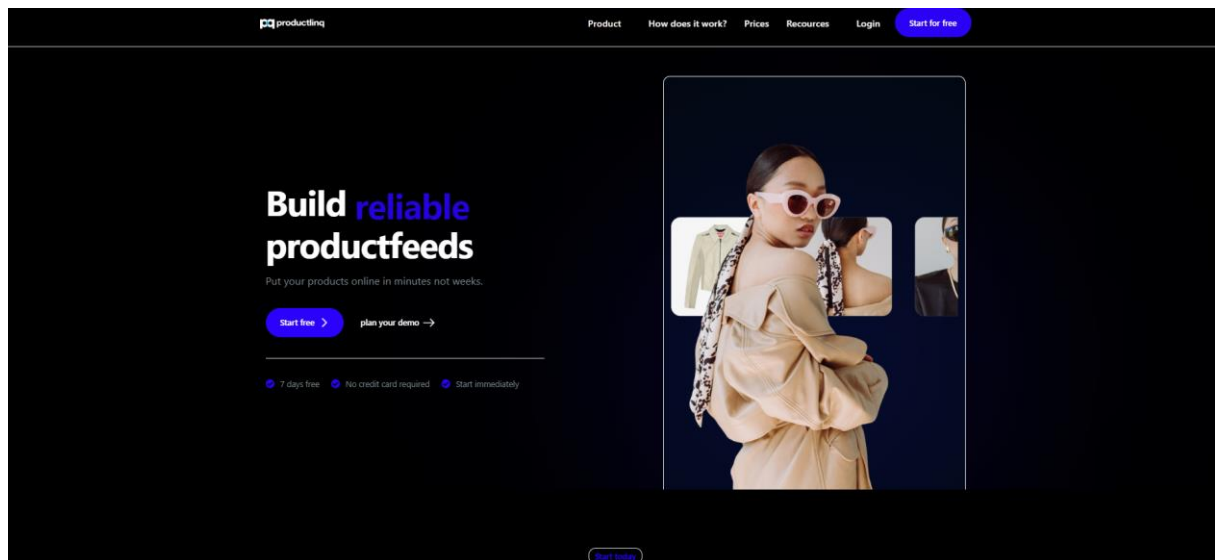 productlinq
Product How does it work? Prices Recources Login Start for free
Build reliable
productfeeds
Put your products online in minutes not weeks.
Start free plan your demo
7 days free No credit card required Start immediately
Start today